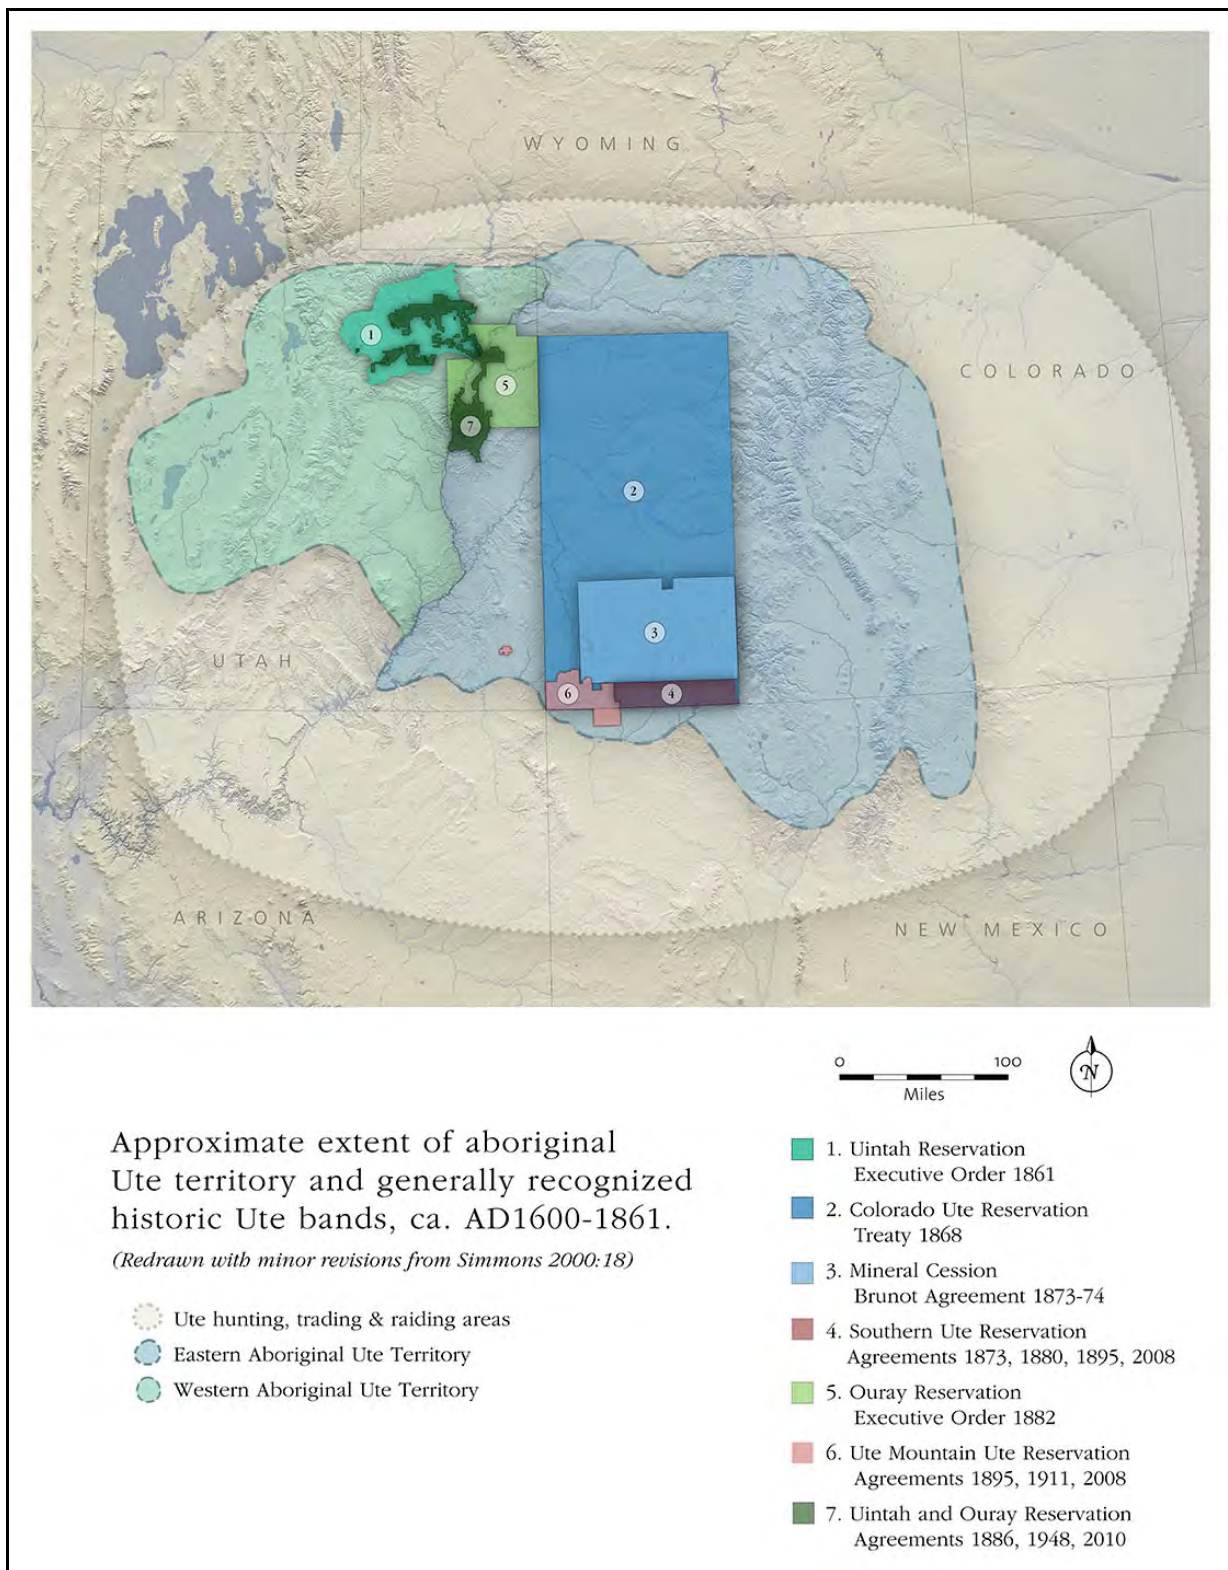 WYOMING
COLORADO
UTAH
ARIZONA
NEW MEXICO
1
5
7
2
3
6
4
0 100
Miles
N
Approximate extent of aboriginal
Ute territory and generally recognized
historic Ute bands, ca. AD1600-1861.
(Redrawn with minor revisions from Simmons 2000:18)
Ute hunting, trading & raiding areas
Eastern Aboriginal Ute Territory
Western Aboriginal Ute Territory
1. Uintah Reservation
Executive Order 1861
2. Colorado Ute Reservation
Treaty 1868
3. Mineral Cession
Brunot Agreement 1873-74
4. Southern Ute Reservation
Agreements 1873, 1880, 1895, 2008
5. Ouray Reservation
Executive Order 1882
6. Ute Mountain Ute Reservation
Agreements 1895, 1911, 2008
7. Uintah and Ouray Reservation
Agreements 1886, 1948, 2010